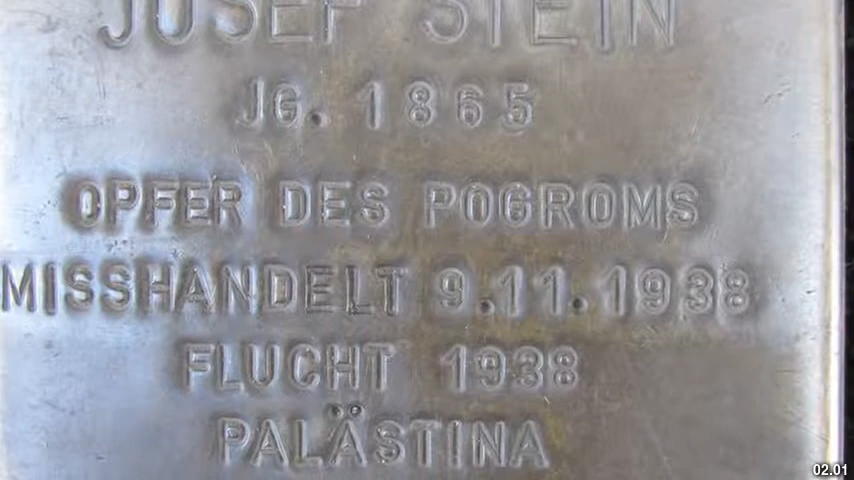 JOSEF STEIN
JG. 1865
OPFER DES POGROMS
MISSHANDELT 9.11.1938
FLUCHT 1938
PALÄSTINA
02.01